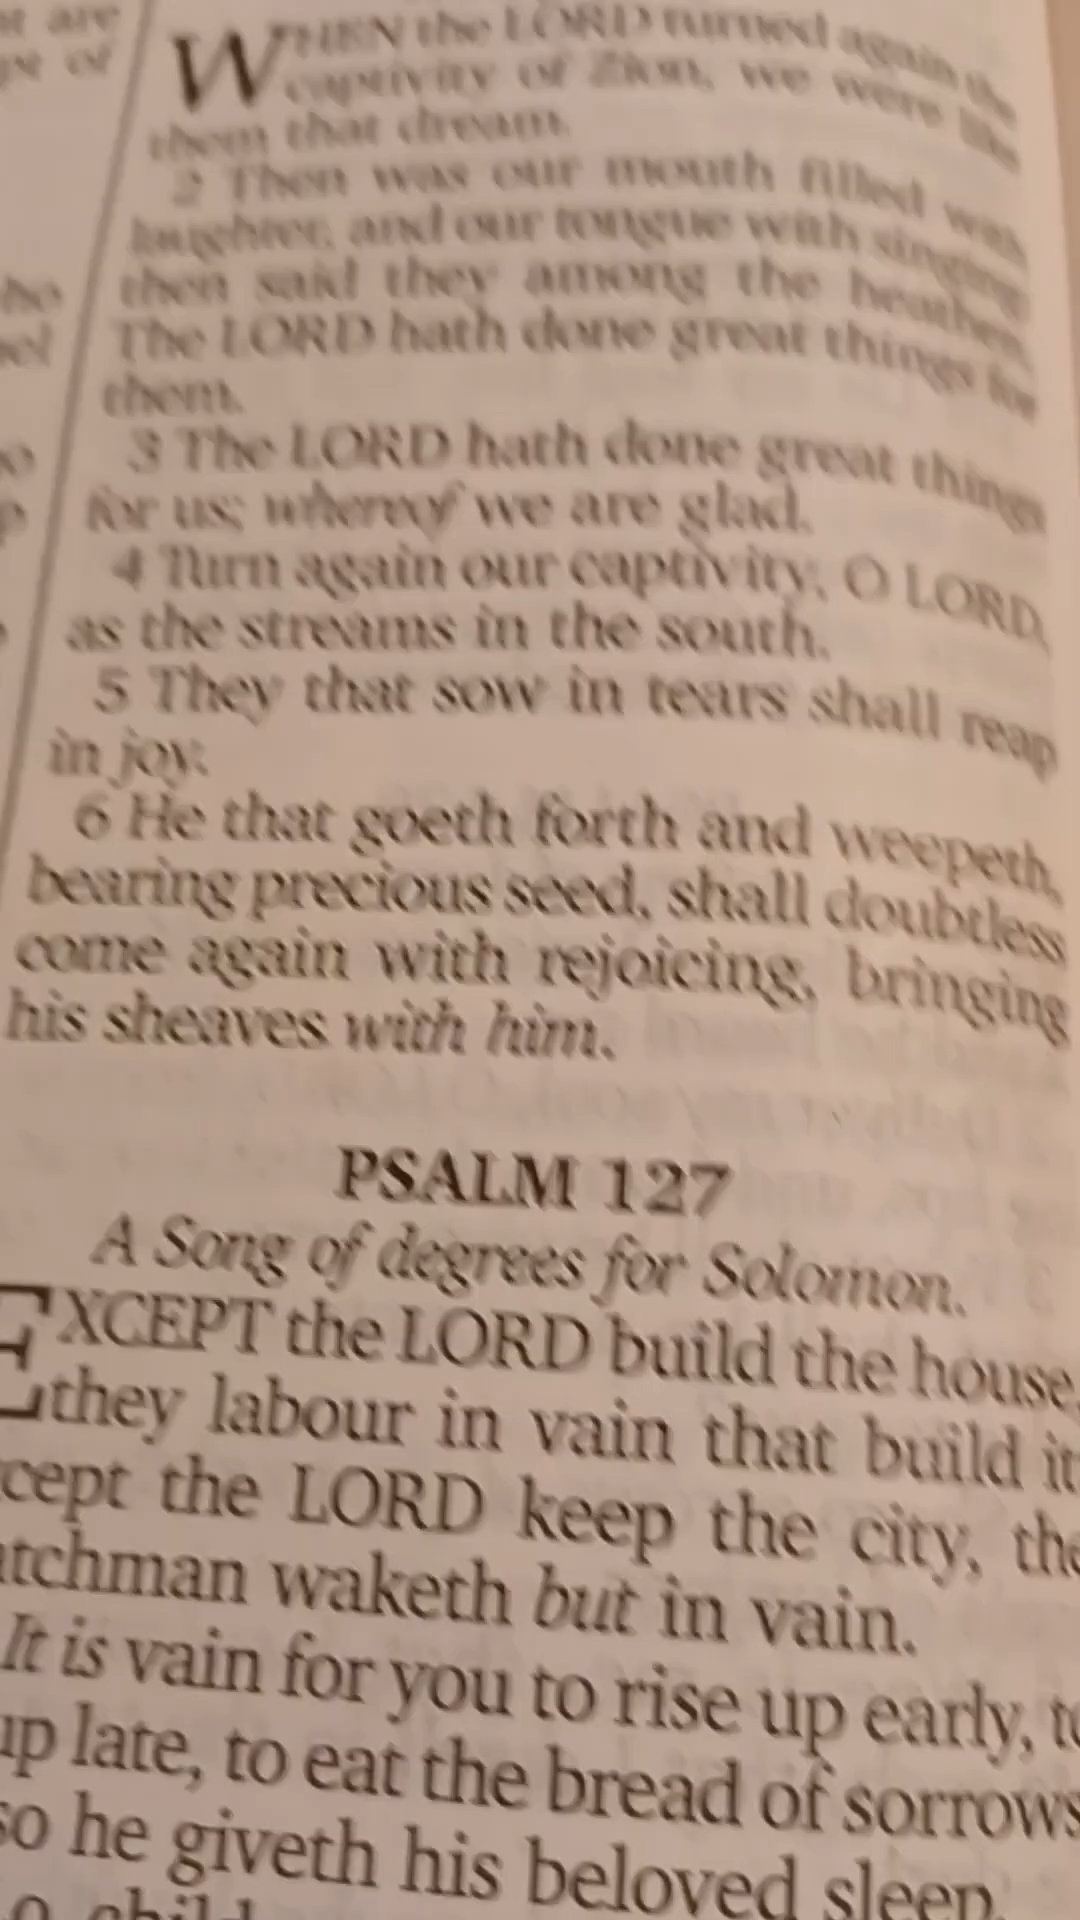 WHEN the LORD turned again the
captivity of Zion, we were like
them that dream.
2 Then was our mouth filled with
laughter, and our tongue with singing:
then said they among the heathen,
The LORD hath done great things for
them.
3 The LORD hath done great things
for us; whereof we are glad.
4 Turn again our captivity, O LORD,
as the streams in the south.
5 They that sow in tears shall reap
in joy.
6 He that goeth forth and weepeth,
bearing precious seed, shall doubtless
come again with rejoicing, bringing
his sheaves with him.
PSALM 127
A Song of degrees for Solomon.
EXCEPT the LORD build the house,
they labour in vain that build it
cept the LORD keep the city, the
tchman waketh but in vain.
It is vain for you to rise up early, to
up late, to eat the bread of sorrows
so he giveth his beloved sleep.